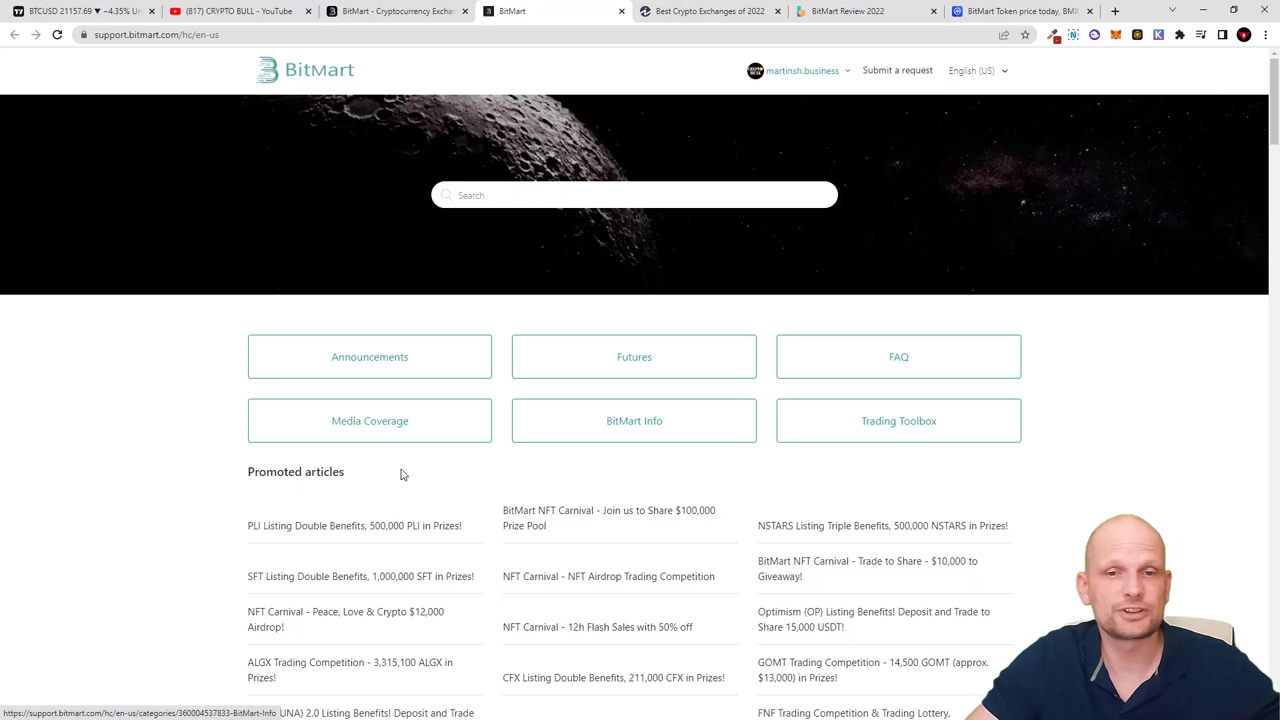 BTCUSD 21157.69 ▼ −4.35% Un
(817) CRYPTO BULL - YouTube
BitMart - Cryptocurrency Exchan
BitMart
Best Crypto Exchanges of 2022
BitMart Review 2022
BitMart Token price today, BMX
support.bitmart.com/hc/en-us
BitMart
martinsh.business
Submit a request
English (US)
Search
Announcements
Futures
FAQ
Media Coverage
BitMart Info
Trading Toolbox
Promoted articles
PLI Listing Double Benefits, 500,000 PLI in Prizes!
BitMart NFT Carnival - Join us to Share $100,000
Prize Pool
NSTARS Listing Triple Benefits, 500,000 NSTARS in Prizes!
SFT Listing Double Benefits, 1,000,000 SFT in Prizes!
NFT Carnival - NFT Airdrop Trading Competition
BitMart NFT Carnival - Trade to Share - $10,000 to
Giveaway!
NFT Carnival - Peace, Love & Crypto $12,000
Airdrop!
NFT Carnival - 12h Flash Sales with 50% off
Optimism (OP) Listing Benefits! Deposit and Trade to
Share 15,000 USDT!
ALGX Trading Competition - 3,315,100 ALGX in
Prizes!
CFX Listing Double Benefits, 211,000 CFX in Prizes!
GOMT Trading Competition - 14,500 GOMT (approx.
$13,000) in Prizes!
https://support.bitmart.com/hc/en-us/categories/360004537833-BitMart-Info
UNA) 2.0 Listing Benefits! Deposit and Trade
FNF Trading Competition & Trading Lottery,